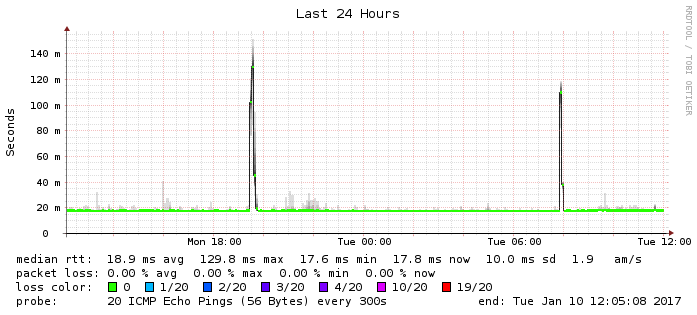 Last 24 Hours
RRDTOOL / TOBI OETIKER
Seconds
140 m
120 m
100 m
80 m
60 m
40 m
20 m
0
Mon 18:00 Tue 00:00 Tue 06:00 Tue 12:00
median rtt: 18.9 ms avg 129.8 ms max 17.6 ms min 17.8 ms now 10.0 ms sd 1.9 am/s
packet loss: 0.00 % avg 0.00 % max 0.00 % min 0.00 % now
loss color: 0 1/20 2/20 3/20 4/20 10/20 19/20
probe: 20 ICMP Echo Pings (56 Bytes) every 300s end: Tue Jan 10 12:05:08 2017